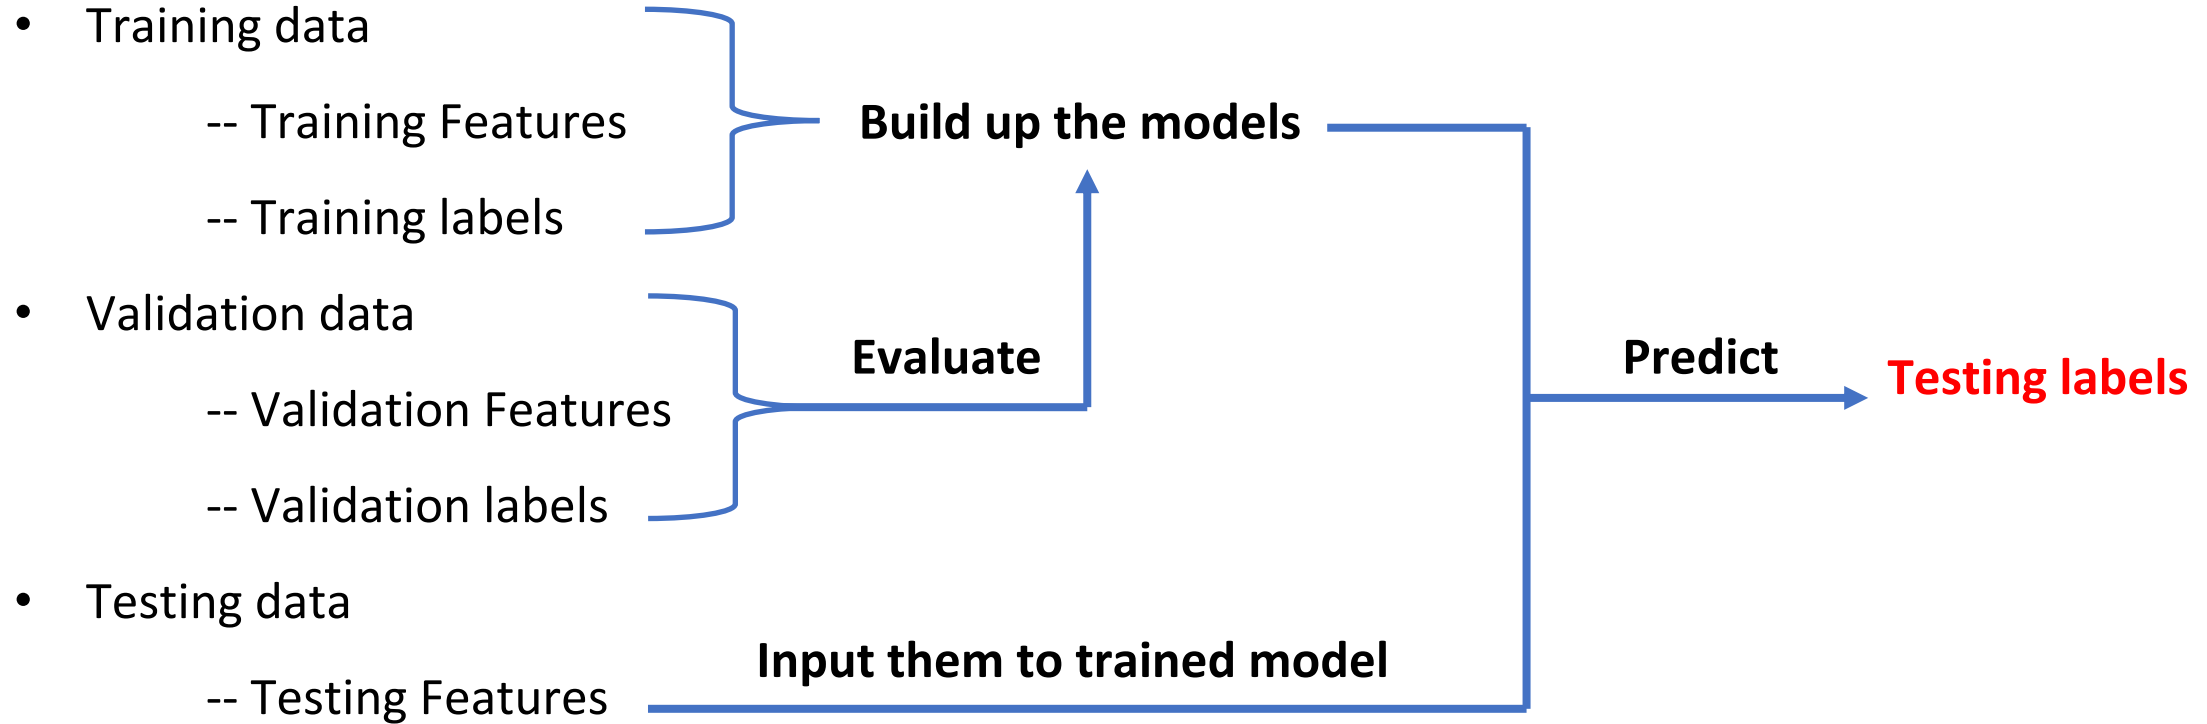 • Training data
-- Training Features
-- Training labels
Build up the models
• Validation data
-- Validation Features
-- Validation labels
Evaluate
• Testing data
-- Testing Features
Input them to trained model
Predict
Testing labels